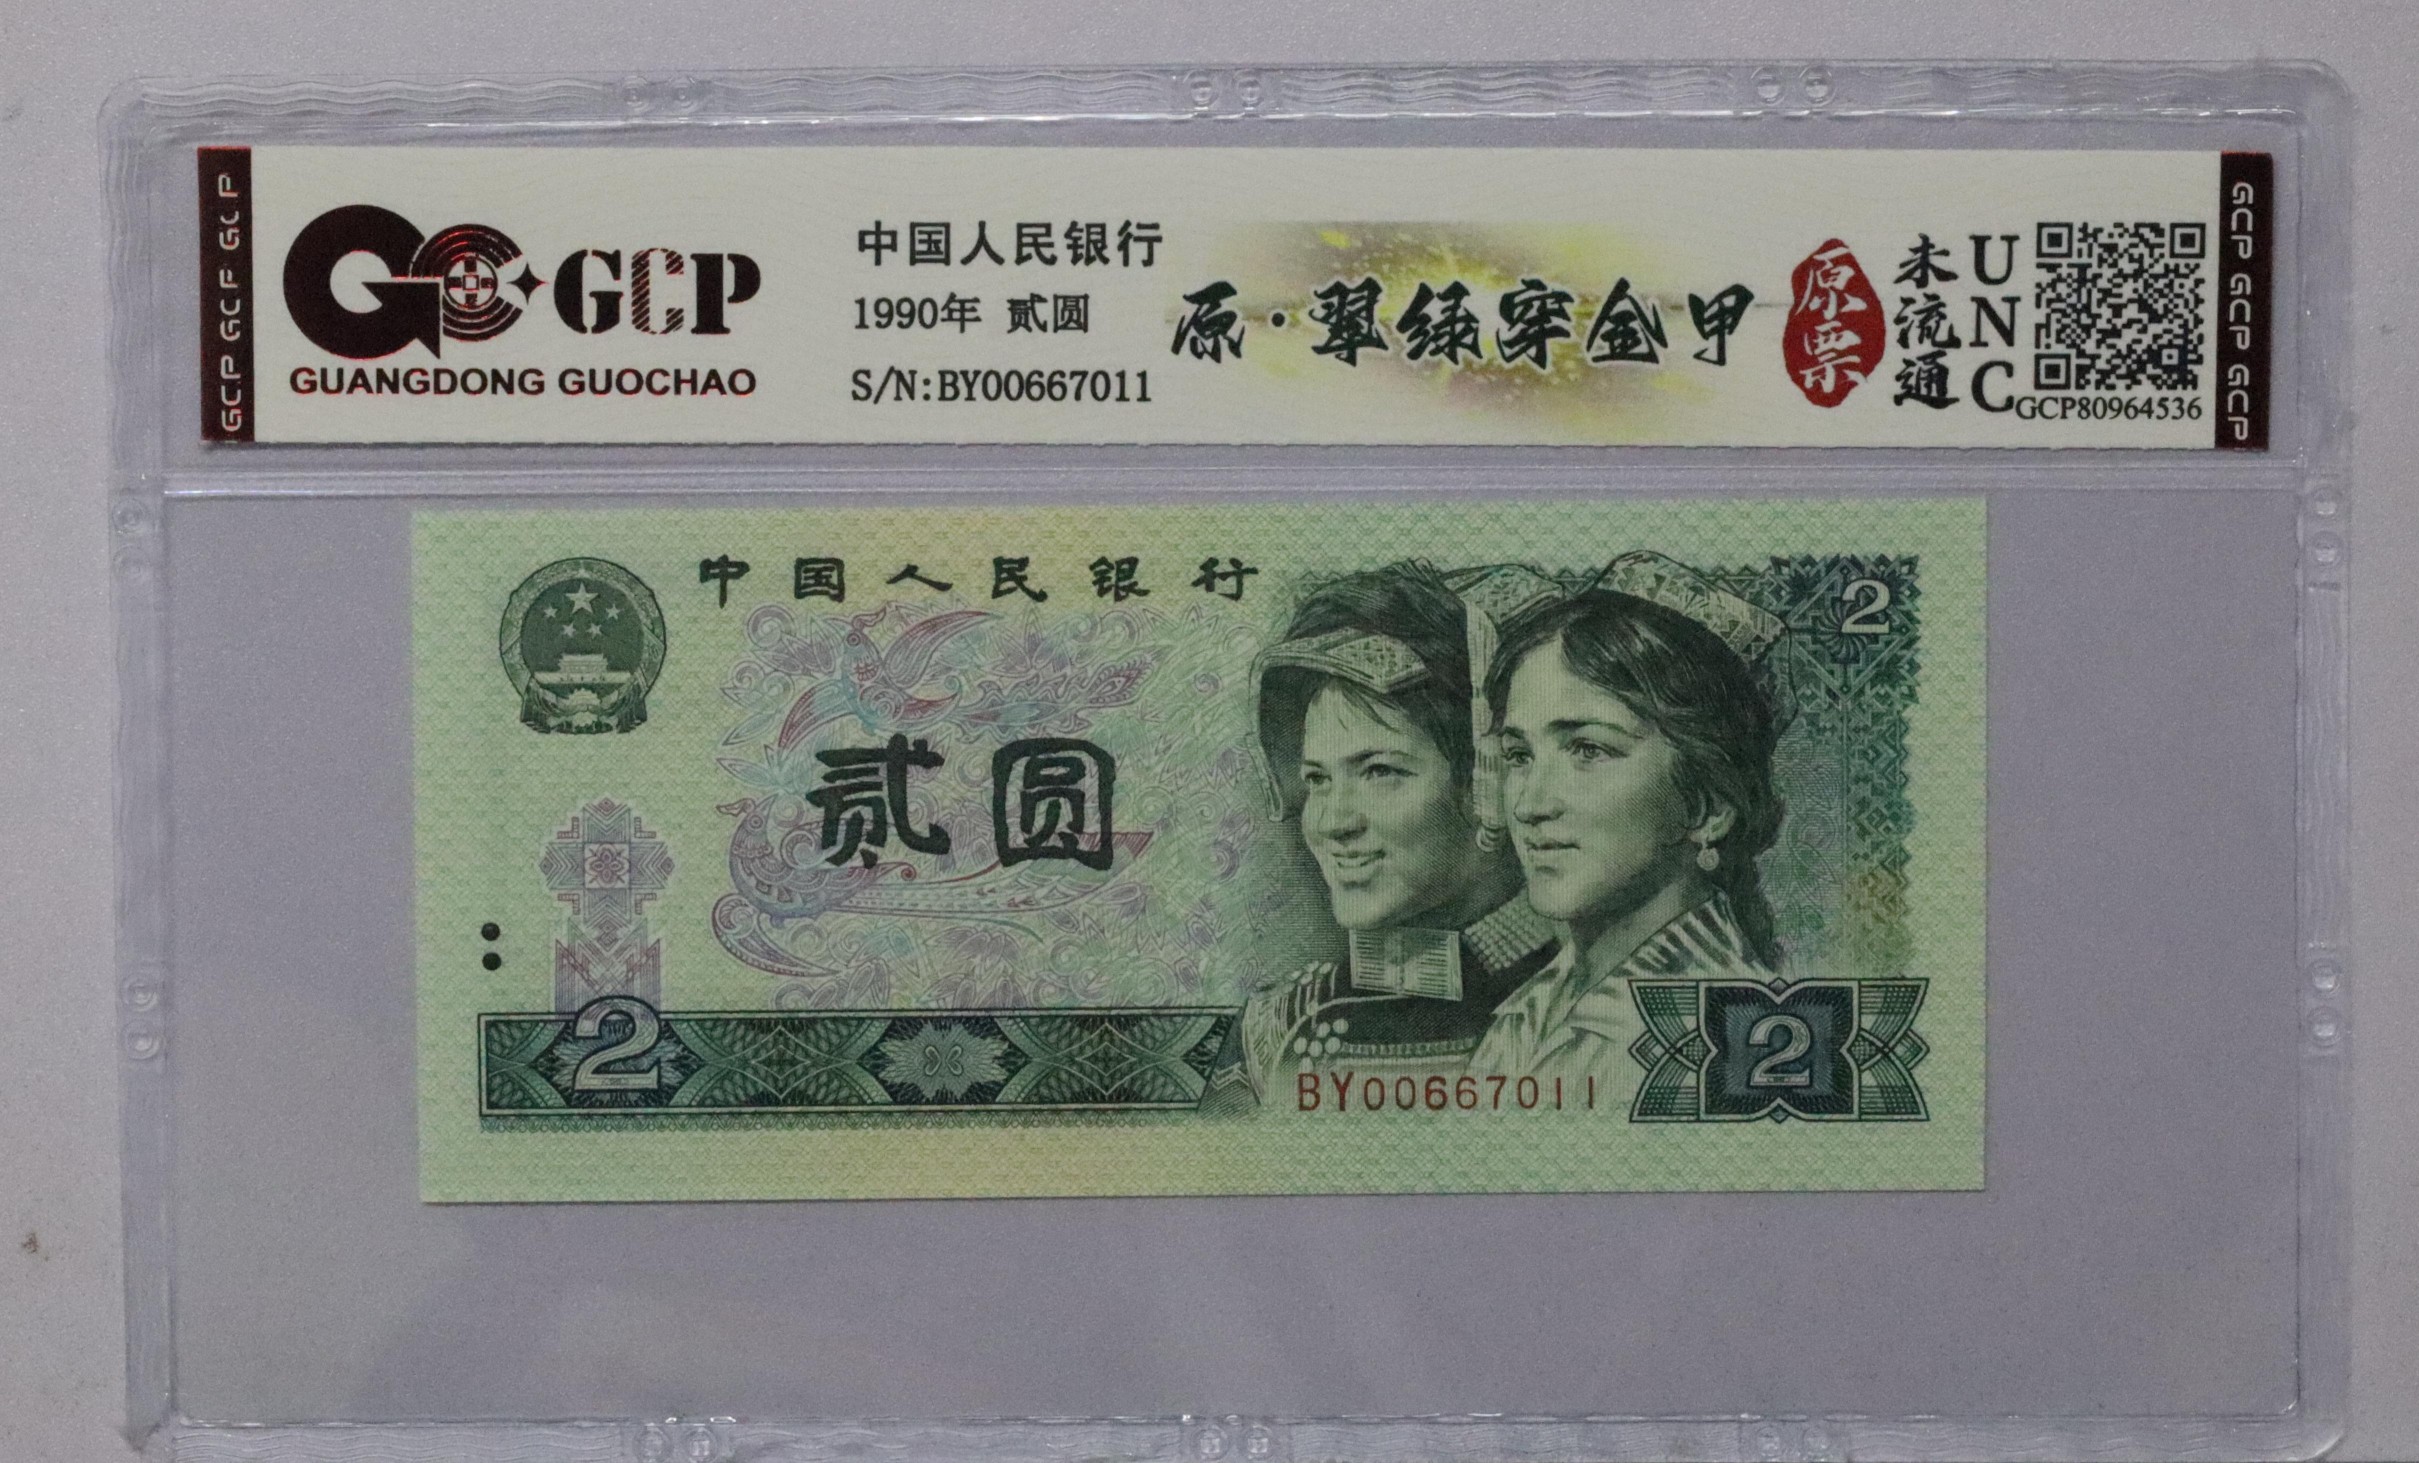 GCP GCP GCP GCP
GCP
GUANGDONG GUOCHAO
中国人民银行
1990年 贰圆
S/N:BY00667011
原·翠绿穿金甲
原票
未流通
UNC
GCP80964536
GCP GCP GCP GCP
中国人民银行
2
贰圆
2
BY00667011
2